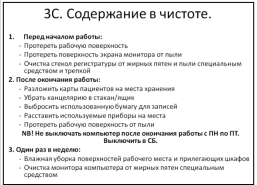 3С. Содержание в чистоте.
1. Перед началом работы:
- Протереть рабочую поверхность
- Протереть поверхность экрана монитора от пыли
- Очистка стекол регистратуры от жирных пятен и пыли специальным
средством и тряпкой
2. После окончания работы:
- Разложить карты пациентов на места хранения
- Убрать канцелярию в стакан/ящик
- Выбросить использованную бумагу для записей
- Расставить используемые приборы на места
- Протереть рабочую поверхность от пыли
NB! Не выключать компьютер после окончания работы с ПН по ПТ.
Выключить в СБ.
3. Один раз в неделю:
- Влажная уборка поверхностей рабочего места и прилегающих шкафов
- Очистка монитора компьютера от жирных пятен специальным
средством.